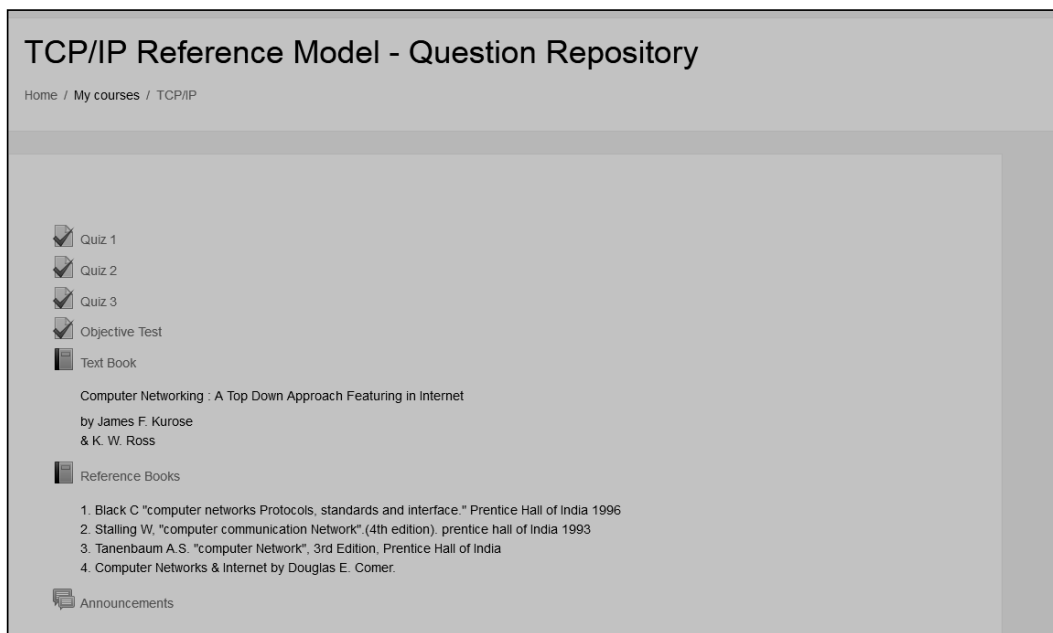 TCP/IP Reference Model - Question Repository
Home / My courses / TCP/IP
Quiz 1
Quiz 2
Quiz 3
Objective Test
Text Book
Computer Networking : A Top Down Approach Featuring in Internet
by James F. Kurose
& K. W. Ross
Reference Books
1. Black C "computer networks Protocols, standards and interface." Prentice Hall of India 1996
2. Stalling W, "computer communication Network".(4th edition). prentice hall of India 1993
3. Tanenbaum A.S. "computer Network", 3rd Edition, Prentice Hall of India
4. Computer Networks & Internet by Douglas E. Comer.
Announcements